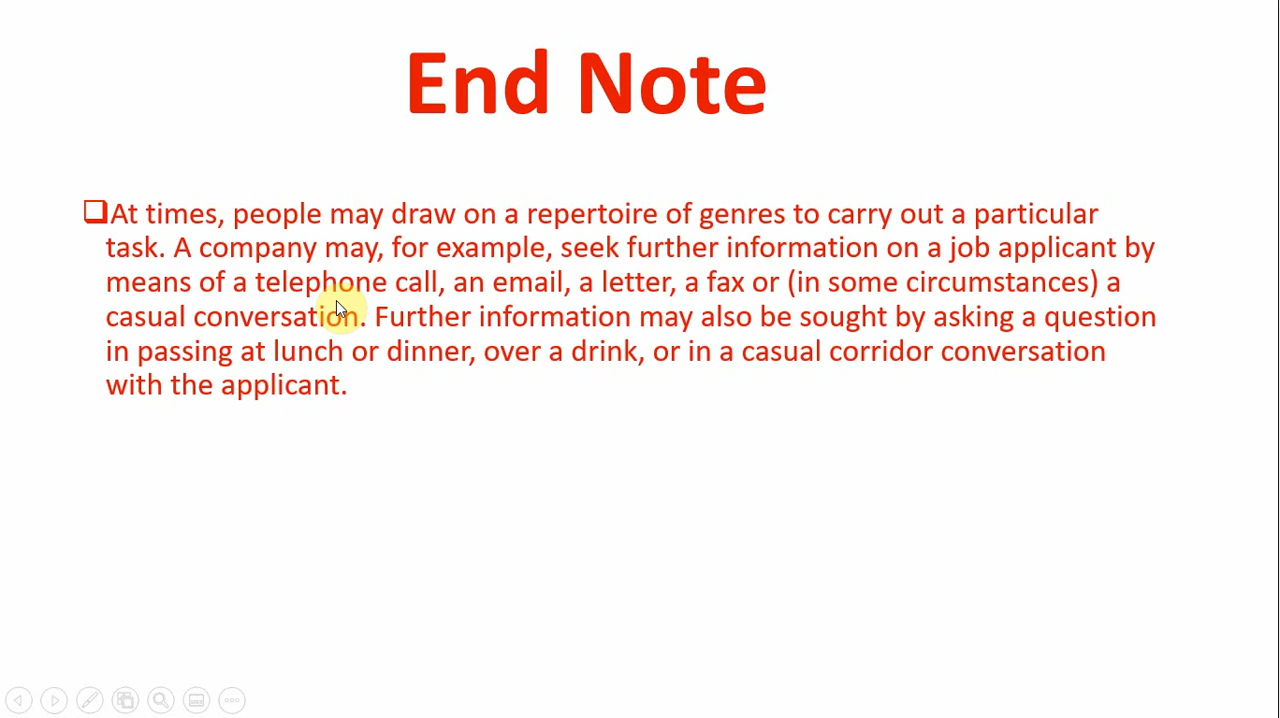 End Note
❑At times, people may draw on a repertoire of genres to carry out a particular
task. A company may, for example, seek further information on a job applicant by
means of a telephone call, an email, a letter, a fax or (in some circumstances) a
casual conversation. Further information may also be sought by asking a question
in passing at lunch or dinner, over a drink, or in a casual corridor conversation
with the applicant.